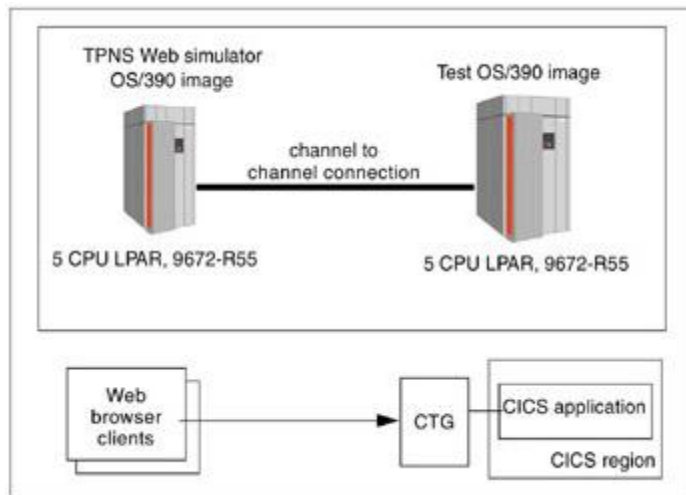 TPNS Web simulator
OS/390 image
Test OS/390 image
channel to
channel connection
5 CPU LPAR, 9672-R55
5 CPU LPAR, 9672-R55
Web
browser
clients
CTG
CICS application
CICS region